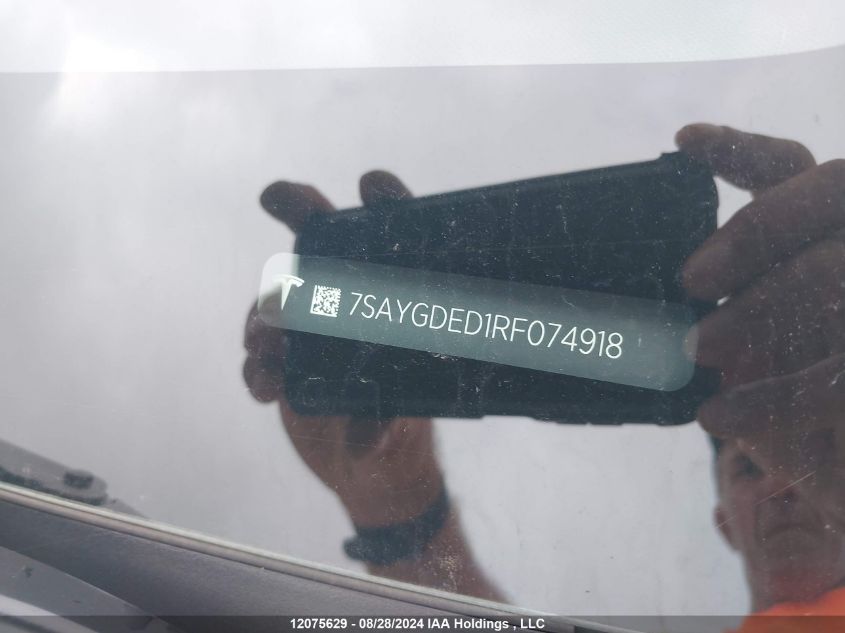 7SAYGDED1RF074918
12075629 - 08/28/2024 IAA Holdings , LLC